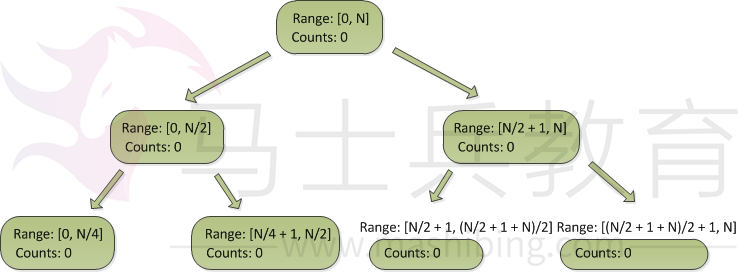 Range: [0, N]
Counts: 0
Range: [0, N/2]
Counts: 0
Range: [N/2 + 1, N]
Counts: 0
Range: [0, N/4]
Counts: 0
Range: [N/4 + 1, N/2]
Counts: 0
Range: [N/2 + 1, (N/2 + 1 + N)/2]
Counts: 0
Range: [(N/2 + 1 + N)/2 + 1, N]
Counts: 0
马士兵教育
www.mashibing.com